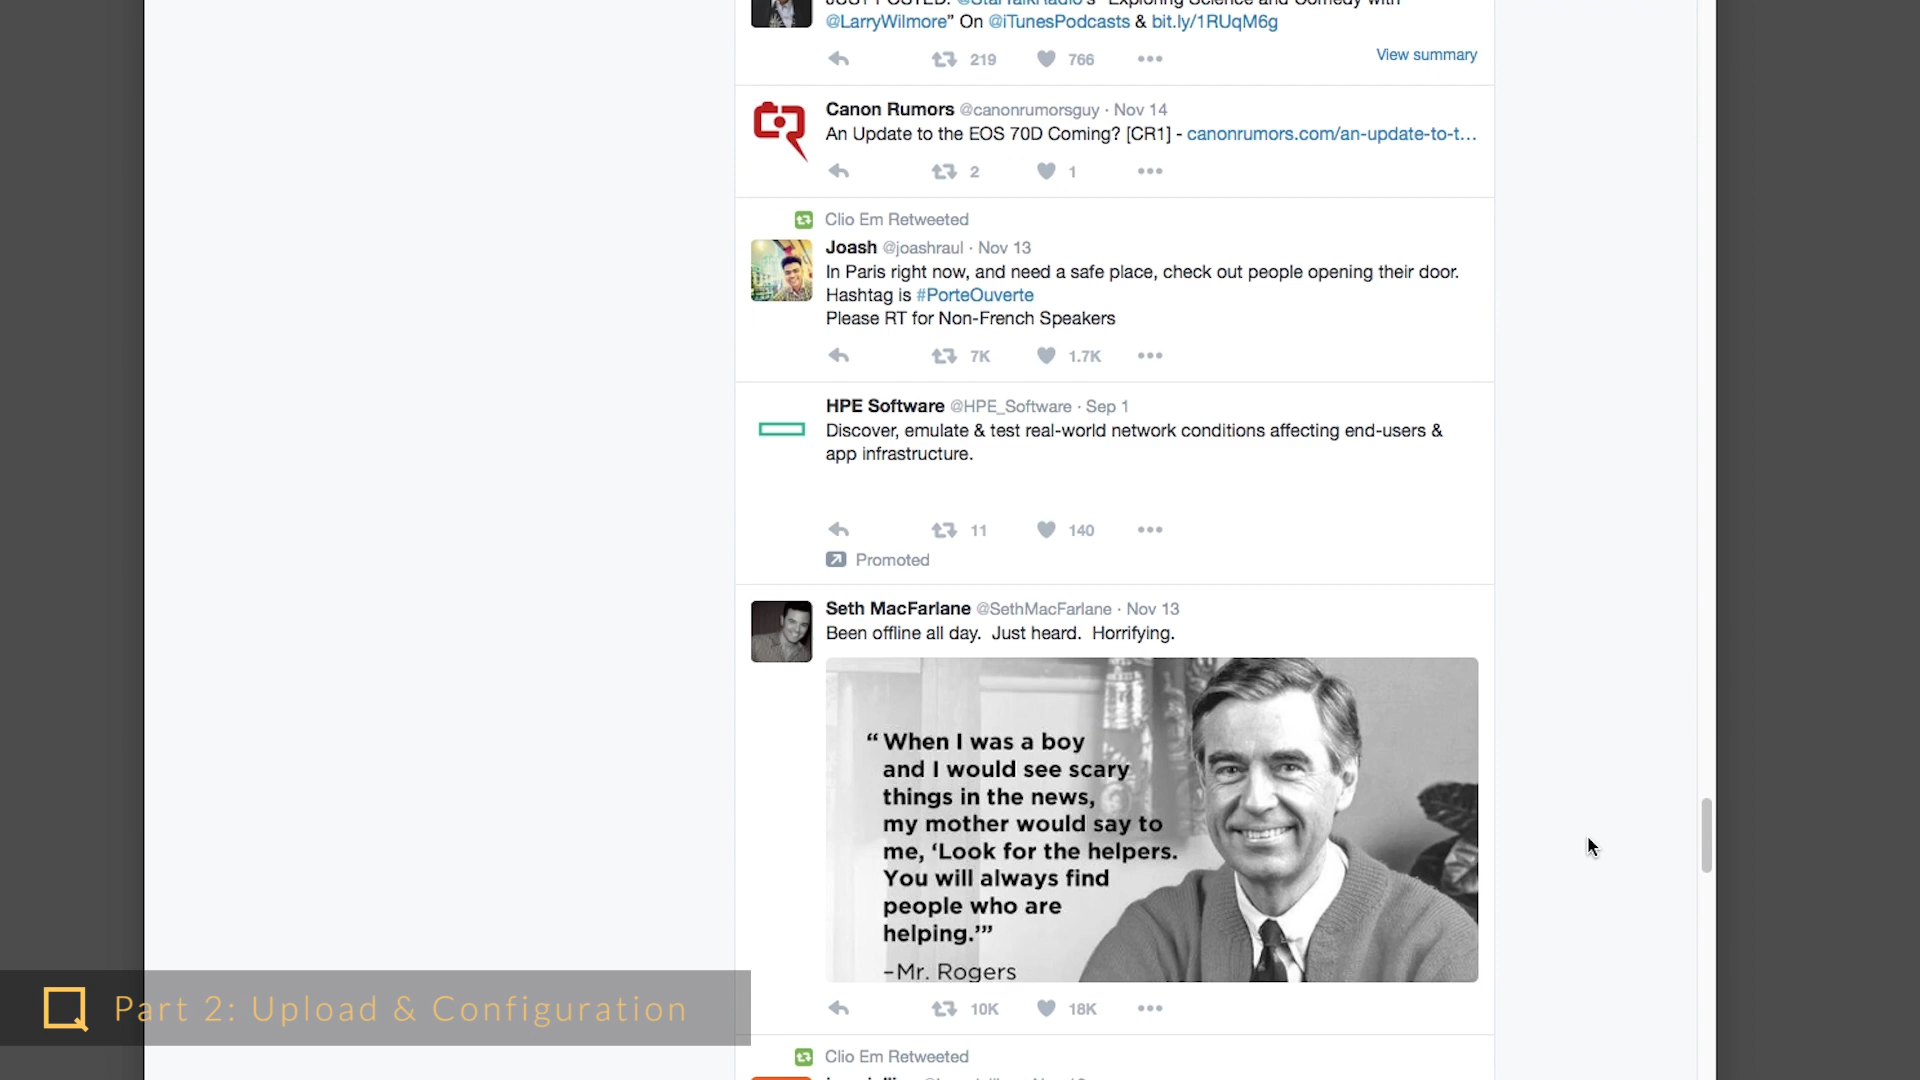 @LarryWilmore” On @iTunesPodcasts & bit.ly/1RUqM6g
219 766 View summary
Canon Rumors @canonrumorsguy · Nov 14
An Update to the EOS 70D Coming? [CR1] - canonrumors.com/an-update-to-t...
2 1
Clio Em Retweeted
Joash @joashraul · Nov 13
In Paris right now, and need a safe place, check out people opening their door.
Hashtag is #PorteOuverte
Please RT for Non-French Speakers
7K 1.7K
HPE Software @HPE_Software · Sep 1
Discover, emulate & test real-world network conditions affecting end-users &
app infrastructure.
11 140
Promoted
Seth MacFarlane @SethMacFarlane · Nov 13
Been offline all day. Just heard. Horrifying.
“ When I was a boy
and I would see scary
things in the news,
my mother would say to
me, ‘Look for the helpers.
You will always find
people who are
helping.’”
–Mr. Rogers
10K 18K
Part 2: Upload & Configuration
Clio Em Retweeted